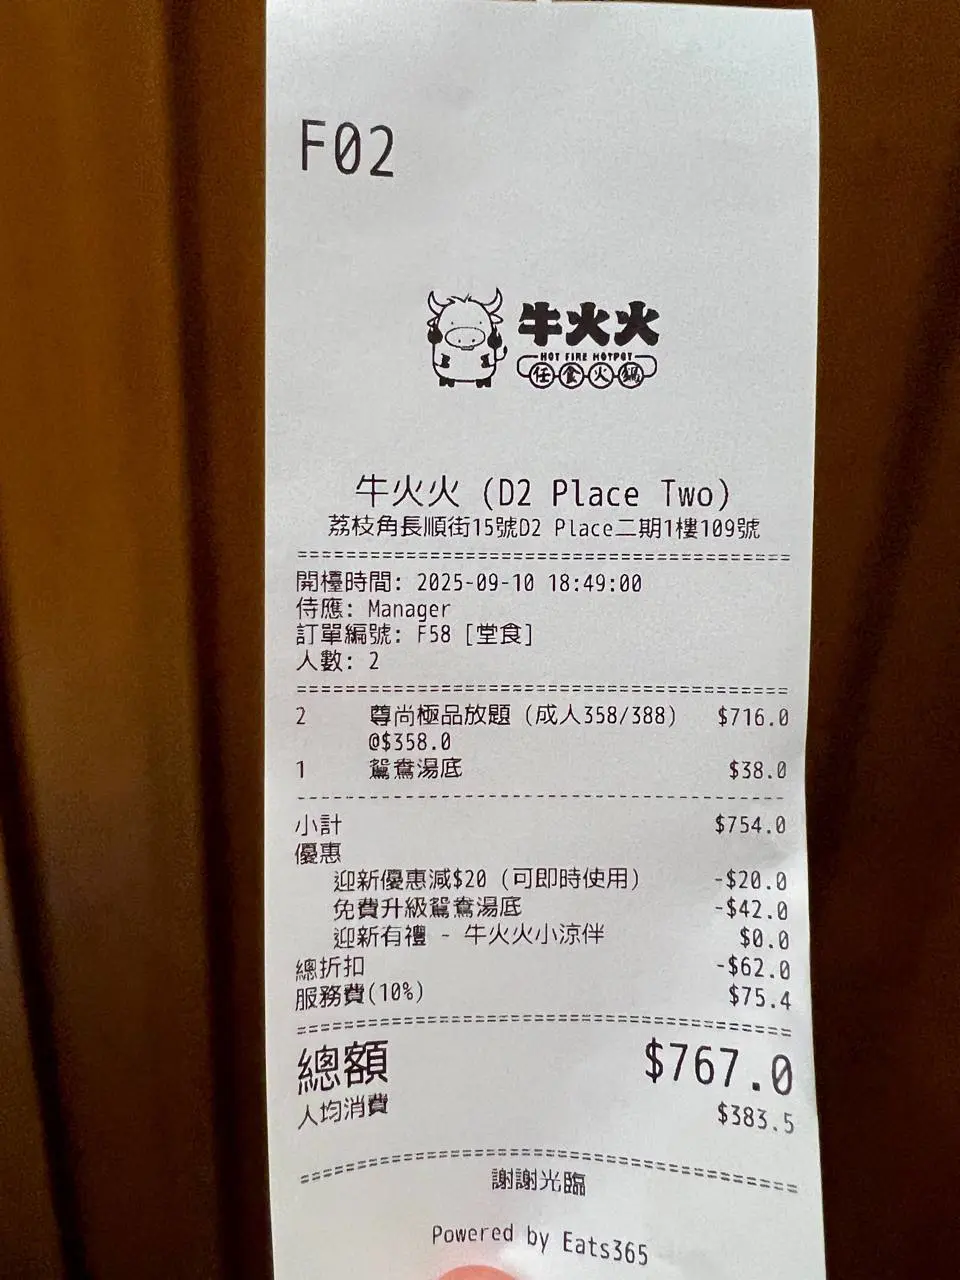 F02
牛火火
HOT FIRE HOTPOT
任食火鍋
牛火火 (D2 Place Two)
荔枝角長順街15號D2 Place二期1樓109號
========================================
開檯時間: 2025-09-10 18:49:00
侍應: Manager
訂單編號: F58 [堂食]
人數: 2
========================================
2 尊尚極品放題 (成人358/388) $716.0
@$358.0
1 鴛鴦湯底 $38.0
----------------------------------------
小計 $754.0
優惠
迎新優惠減$20 (可即時使用) -$20.0
免費升級鴛鴦湯底 -$42.0
迎新有禮 - 牛火火小涼伴 $0.0
總折扣 -$62.0
服務費(10%) $75.4
========================================
總額 $767.0
人均消費 $383.5
========================================
謝謝光臨
Powered by Eats365